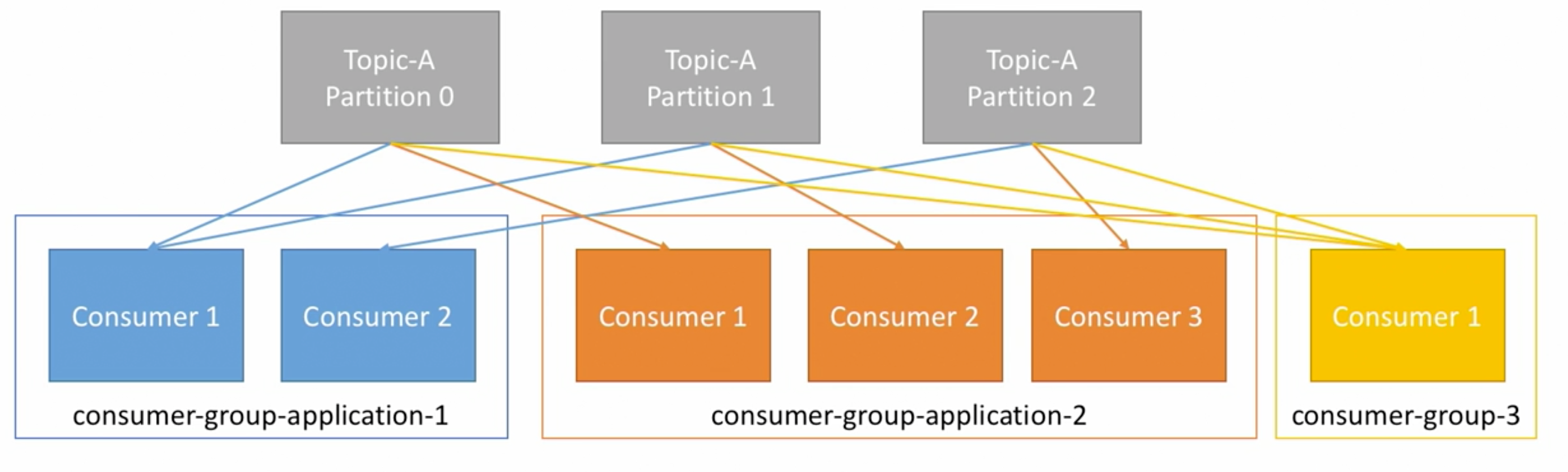 Topic-A
Partition 0
Topic-A
Partition 1
Topic-A
Partition 2
Consumer 1
Consumer 2
consumer-group-application-1
Consumer 1
Consumer 2
Consumer 3
consumer-group-application-2
Consumer 1
consumer-group-3